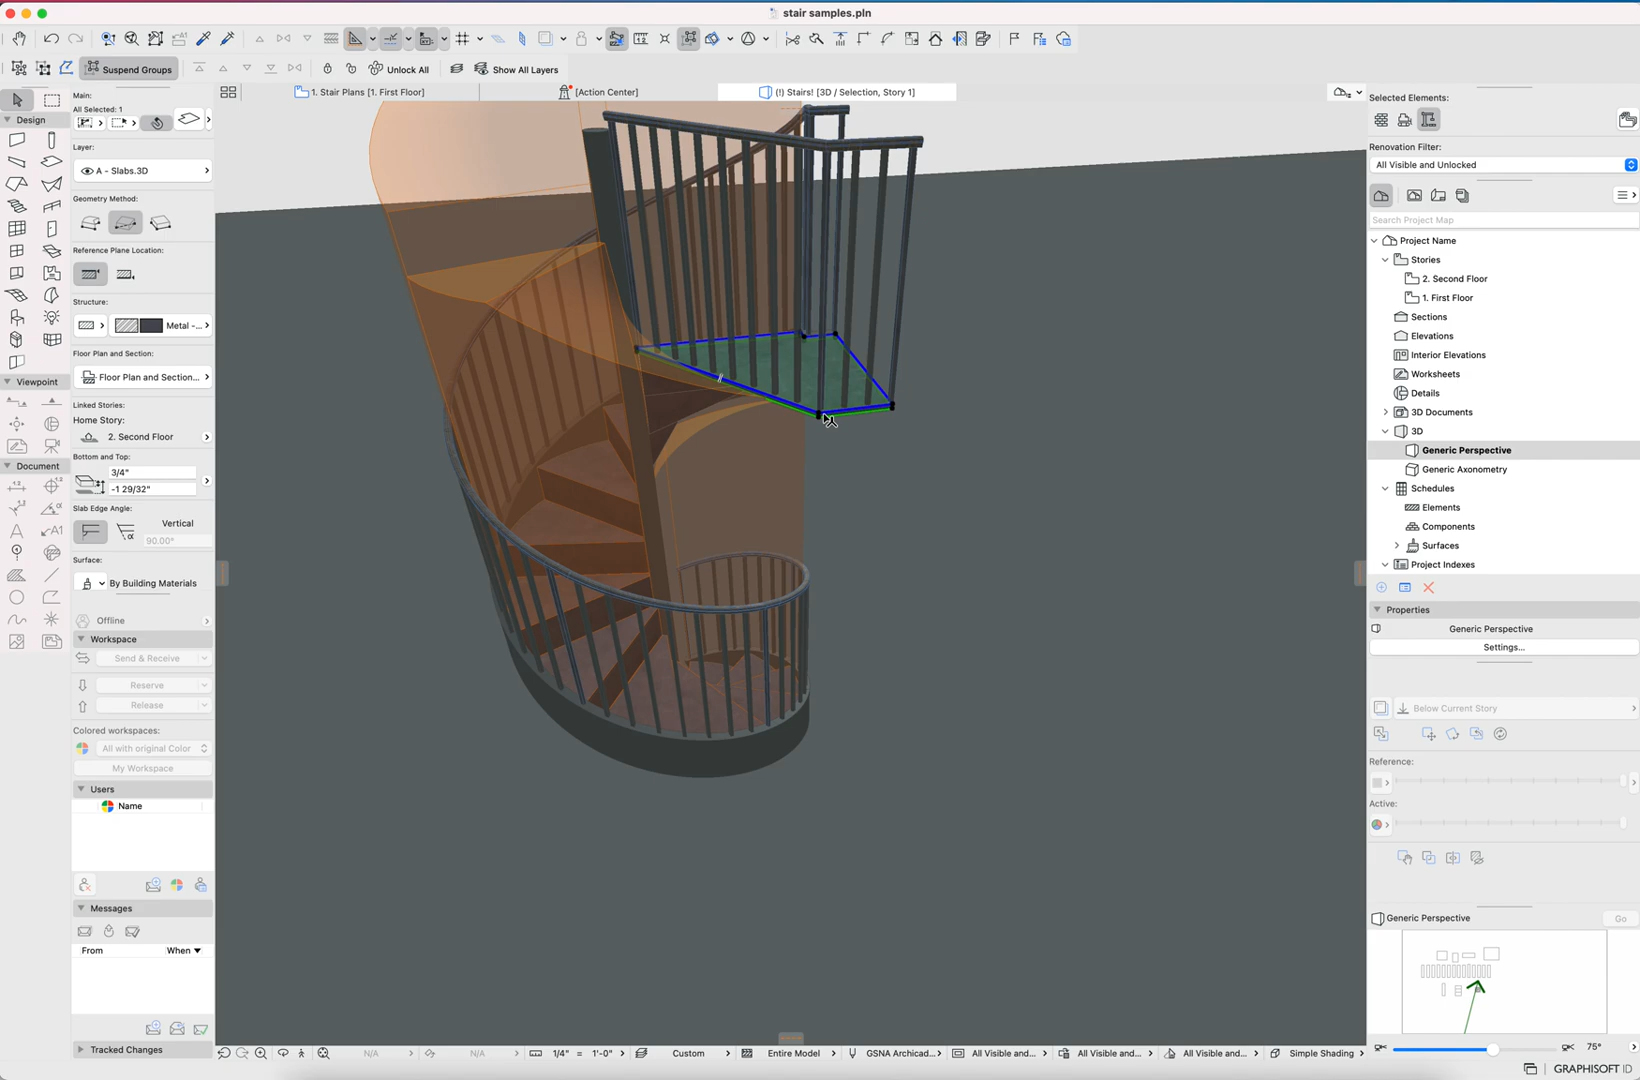 stair samples.pln
Suspend Groups
Unlock All
Show All Layers
Main:
All Selected: 1
1. Stair Plans [1. First Floor]
[Action Center]
(!) Stairs! [3D / Selection, Story 1]
Selected Elements:
Design
Layer:
A - Slabs.3D
Geometry Method:
Reference Plane Location:
Structure:
Metal -...
Floor Plan and Section:
Floor Plan and Section...
Viewpoint
Linked Stories:
Home Story:
2. Second Floor
Bottom and Top:
3/4"
-1 29/32"
Document
Slab Edge Angle:
Vertical
90.00°
Surface:
By Building Materials
Offline
Workspace
Send & Receive
Reserve
Release
Colored workspaces:
All with original Color
My Workspace
Users
Name
Messages
From
When ▼
Tracked Changes
Renovation Filter:
All Visible and Unlocked
Search Project Map
Project Name
Stories
2. Second Floor
1. First Floor
Sections
Elevations
Interior Elevations
Worksheets
Details
3D Documents
3D
Generic Perspective
Generic Axonometry
Schedules
Elements
Components
Surfaces
Project Indexes
Properties
Generic Perspective
Settings...
Below Current Story
Reference:
Active:
Generic Perspective
Go
75°
N/A
N/A
1/4" = 1'-0"
Custom
Entire Model
GSNA Archicad...
All Visible and...
All Visible and...
All Visible and...
Simple Shading
GRAPHISOFT ID